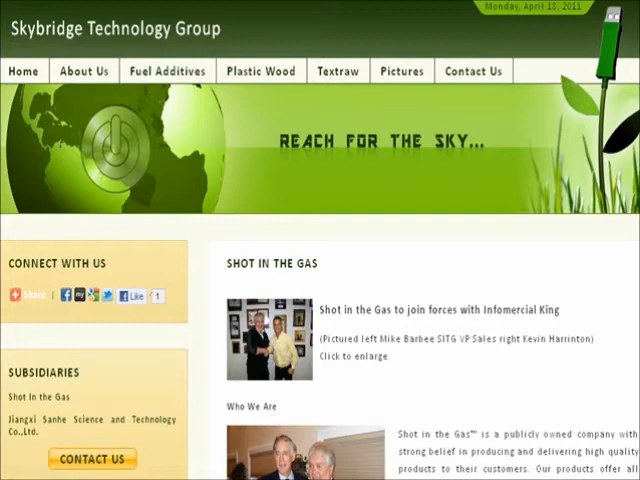 Monday, April 18, 2011
Skybridge Technology Group
Home
About Us
Fuel Additives
Plastic Wood
Textraw
Pictures
Contact Us
REACH FOR THE SKY...
CONNECT WITH US
Share
Like
1
SUBSIDIARIES
Shot In the Gas
Jiangxi Sanhe Science and Technology
Co.,Ltd.
CONTACT US
SHOT IN THE GAS
Shot in the Gas to join forces with Infomercial King
(Pictured left Mike Barbee SITG VP Sales right Kevin Harrinton)
Click to enlarge
Who We Are
Shot in the Gas™ is a publicly owned company with
strong belief in producing and delivering high quality
products to their customers. Our products offer all